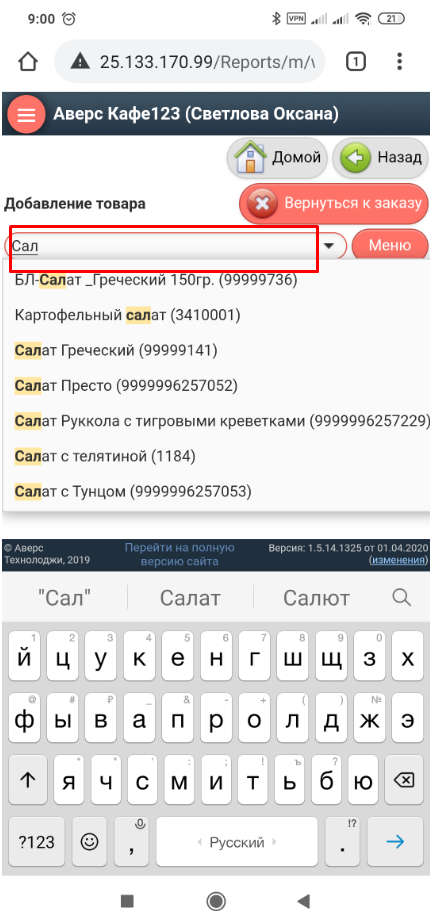 9:00 VPN 21
25.133.170.99/Reports/m/v 1
Аверс Кафе123 (Светлова Оксана)
Домой Назад
Добавление товара Вернуться к заказу
Сал Меню
БЛ-Салат _Греческий 150гр. (99999736)
Картофельный салат (3410001)
Салат Греческий (99999141)
Салат Престо (9999996257052)
Салат Руккола с тигровыми креветками (9999996257229)
Салат с телятиной (1184)
Салат с Тунцом (9999996257053)
© Аверс Технолоджи, 2019
Перейти на полную версию сайта
Версия: 1.5.14.1325 от 01.04.2020 (изменения)
"Сал" Салат Салют
1 2 3 4 5 6 7 8 9 0
й ц у к е н г ш щ з х
@ # ₽ _ & - + ( ) №
ф ы в а п р о л д ж э
* " ' : ; ! ъ ?
я ч с м и т ь б ю
?123 , Русский . !?